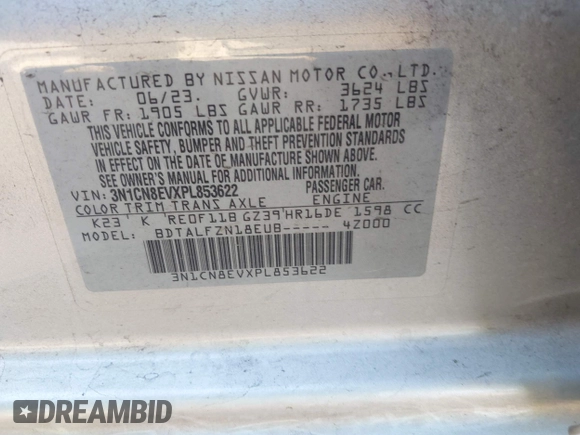 MANUFACTURED BY NISSAN MOTOR CO., LTD.
DATE: 06/23. GVWR: 3624 LBS
GAWR FR: 1905 LBS GAWR RR: 1735 LBS
THIS VEHICLE CONFORMS TO ALL APPLICABLE FEDERAL MOTOR
VEHICLE SAFETY, BUMPER AND THEFT PREVENTION STANDARDS
IN EFFECT ON THE DATE OF MANUFACTURE SHOWN ABOVE.
SEE OWNER'S MANUAL FOR ADDITIONAL INFORMATION.
VIN: 3N1CN8EVXPL853622 PASSENGER CAR.
COLOR TRIM TRANS AXLE ENGINE
K23 K RE0F11B GZ39 HR16DE 1598 CC
MODEL: BDTALFZN18EUB----- 4Z000
3N1CN8EVXPL853622
DREAMBID